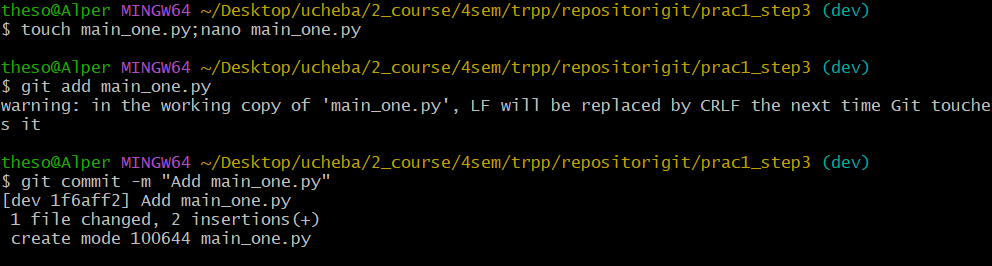 theso@Alper MINGW64 ~/Desktop/ucheba/2_course/4sem/trpp/repositorigit/prac1_step3 (dev)
$ touch main_one.py;nano main_one.py
theso@Alper MINGW64 ~/Desktop/ucheba/2_course/4sem/trpp/repositorigit/prac1_step3 (dev)
$ git add main_one.py
warning: in the working copy of 'main_one.py', LF will be replaced by CRLF the next time Git touche
s it
theso@Alper MINGW64 ~/Desktop/ucheba/2_course/4sem/trpp/repositorigit/prac1_step3 (dev)
$ git commit -m "Add main_one.py"
[dev 1f6aff2] Add main_one.py
 1 file changed, 2 insertions(+)
 create mode 100644 main_one.py